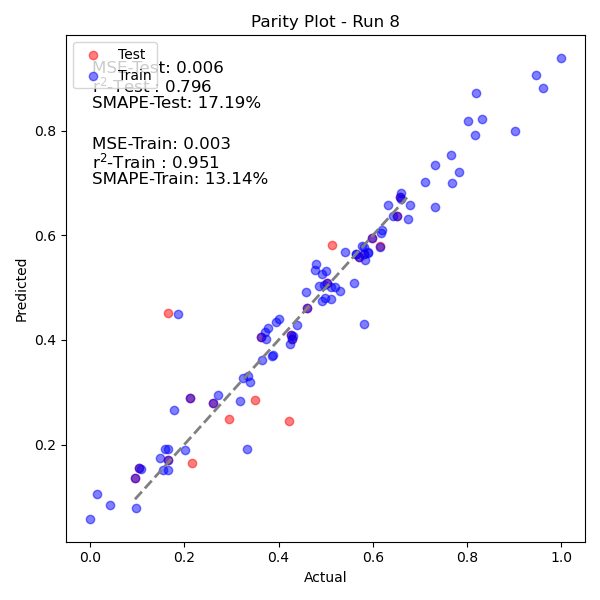 Parity Plot - Run 8
Test
Train
MSE-Test: 0.006
r²-Test : 0.796
SMAPE-Test: 17.19%
MSE-Train: 0.003
r²-Train : 0.951
SMAPE-Train: 13.14%
Predicted
0.8
0.6
0.4
0.2
0.0 0.2 0.4 0.6 0.8 1.0
Actual